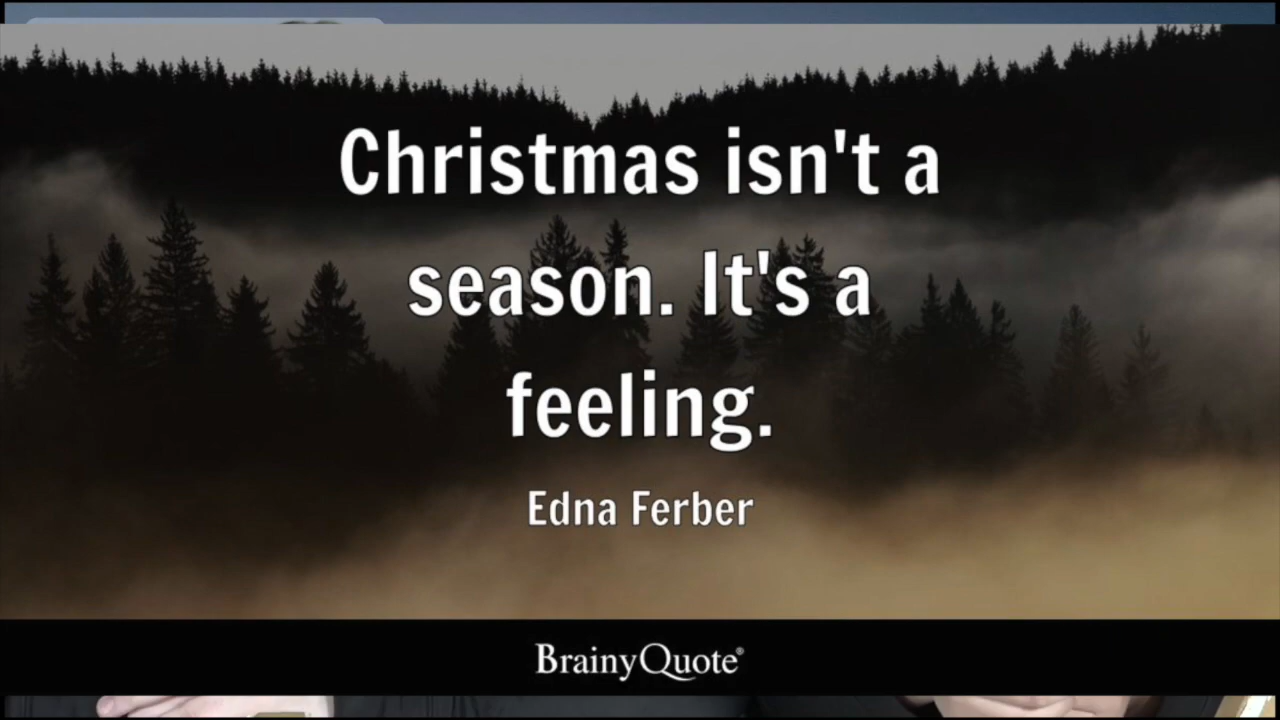 Christmas isn't a
season. It's a
feeling.
Edna Ferber
BrainyQuote®